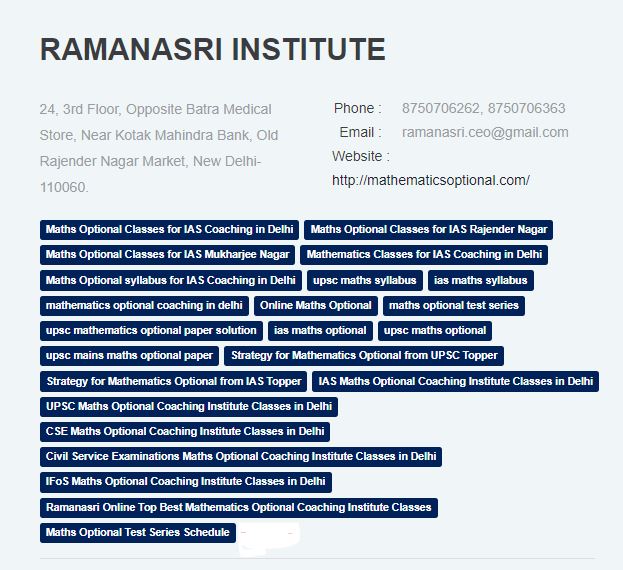 RAMANASRI INSTITUTE
24, 3rd Floor, Opposite Batra Medical
Store, Near Kotak Mahindra Bank, Old
Rajender Nagar Market, New Delhi-
110060.
Phone : 8750706262, 8750706363
Email : ramanasri.ceo@gmail.com
Website :
http://mathematicsoptional.com/
Maths Optional Classes for IAS Coaching in Delhi Maths Optional Classes for IAS Rajender Nagar
Maths Optional Classes for IAS Mukharjee Nagar Mathematics Classes for IAS Coaching in Delhi
Maths Optional syllabus for IAS Coaching in Delhi upsc maths syllabus ias maths syllabus
mathematics optional coaching in delhi Online Maths Optional maths optional test series
upsc mathematics optional paper solution ias maths optional upsc maths optional
upsc mains maths optional paper Strategy for Mathematics Optional from UPSC Topper
Strategy for Mathematics Optional from IAS Topper IAS Maths Optional Coaching Institute Classes in Delhi
UPSC Maths Optional Coaching Institute Classes in Delhi
CSE Maths Optional Coaching Institute Classes in Delhi
Civil Service Examinations Maths Optional Coaching Institute Classes in Delhi
IFoS Maths Optional Coaching Institute Classes in Delhi
Ramanasri Online Top Best Mathematics Optional Coaching Institute Classes
Maths Optional Test Series Schedule